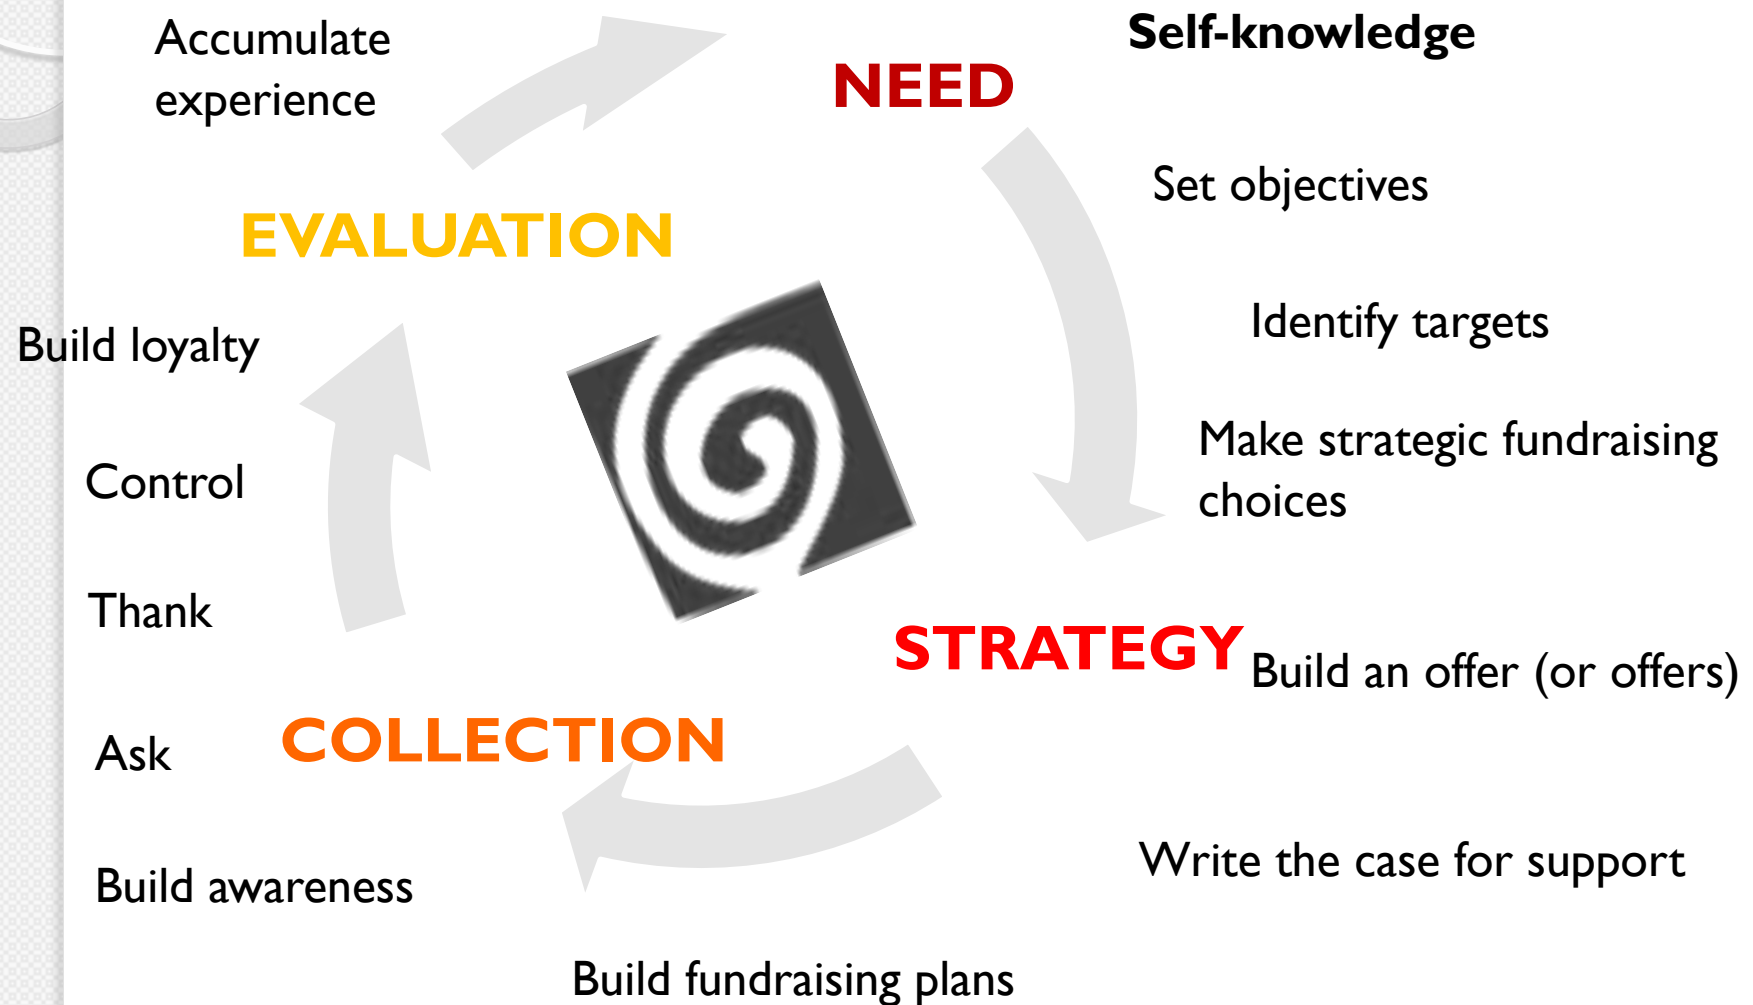 Self-knowledge
NEED
Set objectives
Identify targets
Make strategic fundraising
choices
STRATEGY
Build an offer (or offers)
Write the case for support
Build fundraising plans
Build awareness
COLLECTION
Ask
Thank
Control
Build loyalty
EVALUATION
Accumulate
experience